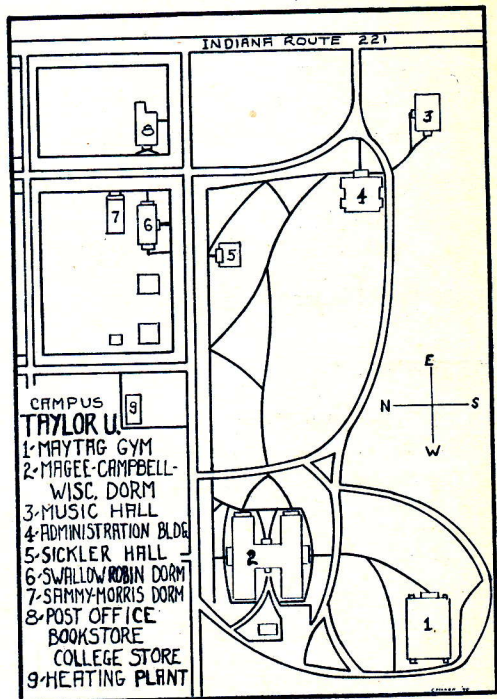 INDIANA ROUTE 221
3
8
4
7
6
5
E
N
S
W
9
CAMPUS
TAYLOR U.
1-MAYTAG GYM
2-MAGEE-CAMPBELL-
WISC. DORM
3-MUSIC HALL
4-ADMINISTRATION BLDG
5-SICKLER HALL
6-SWALLOW ROBIN DORM
7-SAMMY-MORRIS DORM
8-POST OFFICE
BOOKSTORE
COLLEGE STORE
9-HEATING PLANT
2
1.